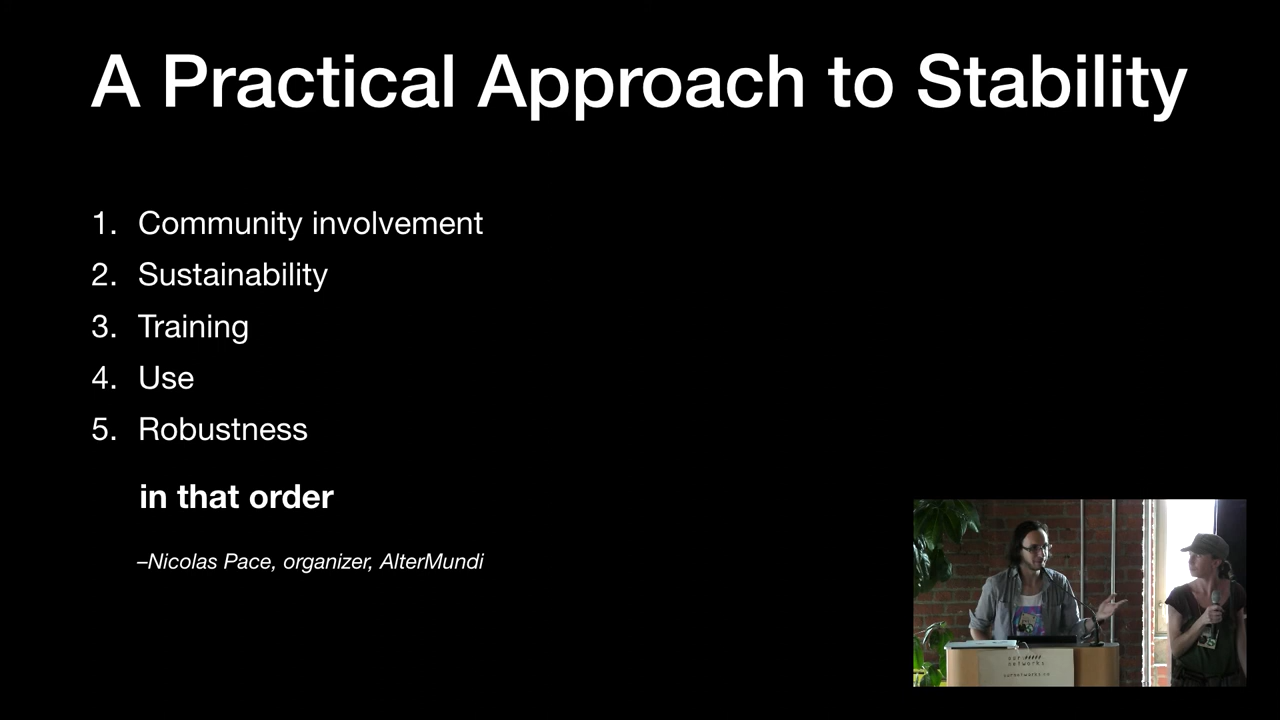 A Practical Approach to Stability
1. Community involvement
2. Sustainability
3. Training
4. Use
5. Robustness
in that order
–Nicolas Pace, organizer, AlterMundi
networks